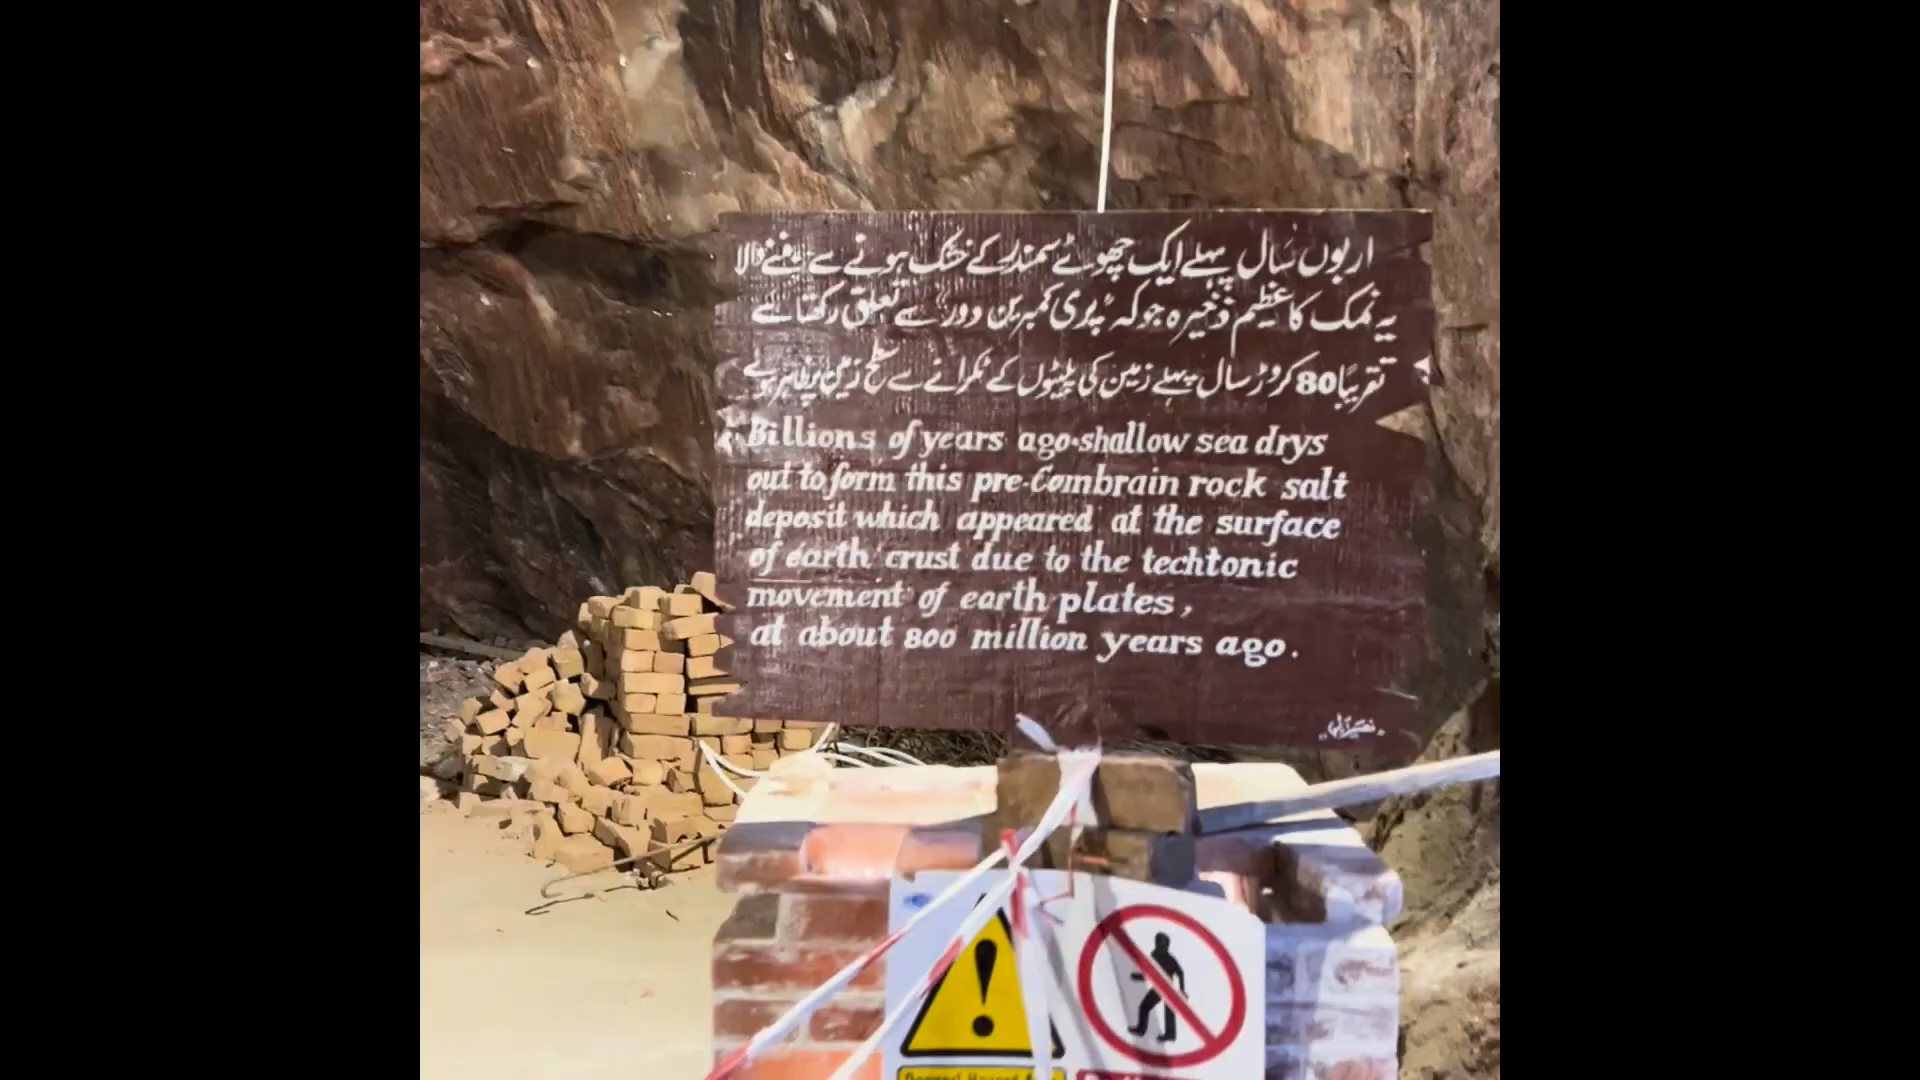 اربوں سال پہلے ایک چھوٹے سمندر کے خشک ہونے سے بننے والا
یہ نمک کا عظیم ذخیرہ جو کہ پری کمبرین دور سے تعلق رکھتا ہے
تقریباً 80 کروڑ سال پہلے زمین کی پلیٹوں کے ٹکرانے سے سطح زمین پر
Billions of years ago shallow sea drys
out to form this pre-Combrain rock salt
deposit which appeared at the surface
of earth crust due to the techtonic
movement of earth plates,
at about 800 million years ago.